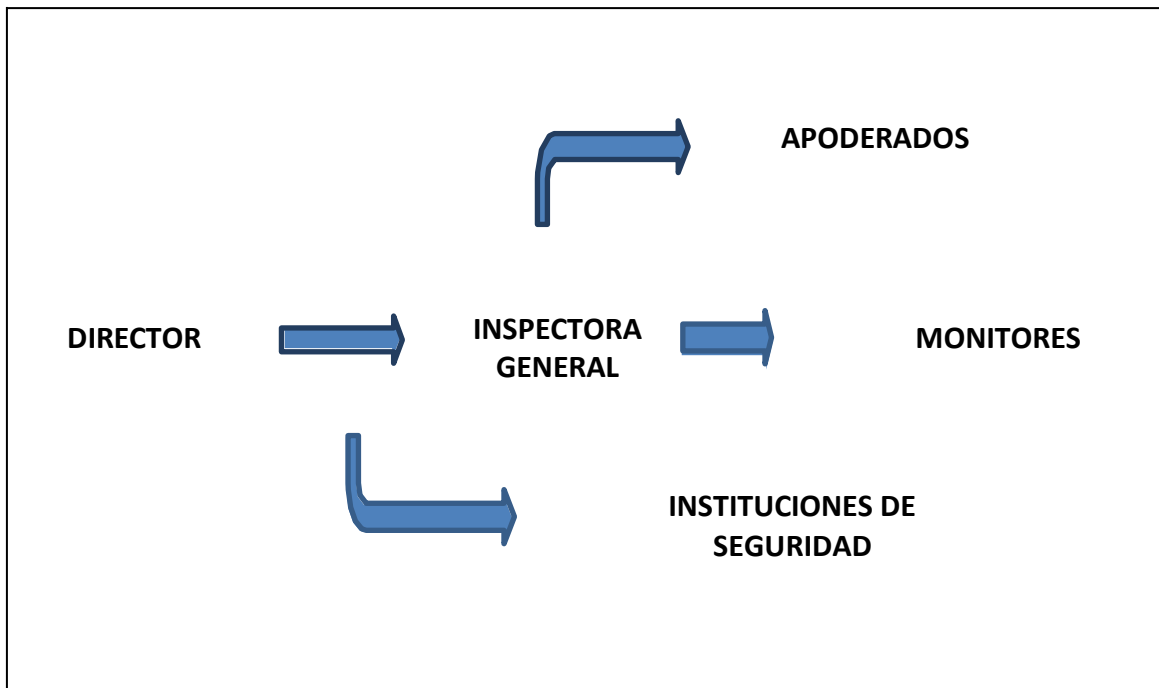 APODERADOS
DIRECTOR
INSPECTORA
GENERAL
MONITORES
INSTITUCIONES DE
SEGURIDAD